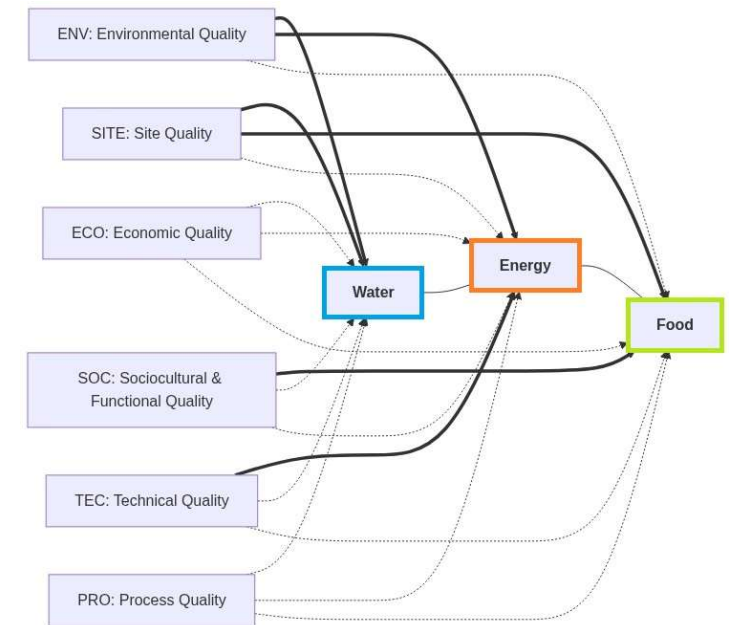 ENV: Environmental Quality
SITE: Site Quality
ECO: Economic Quality
Energy
Water
Food
SOC: Sociocultural &
Functional Quality
TEC: Technical Quality
PRO: Process Quality